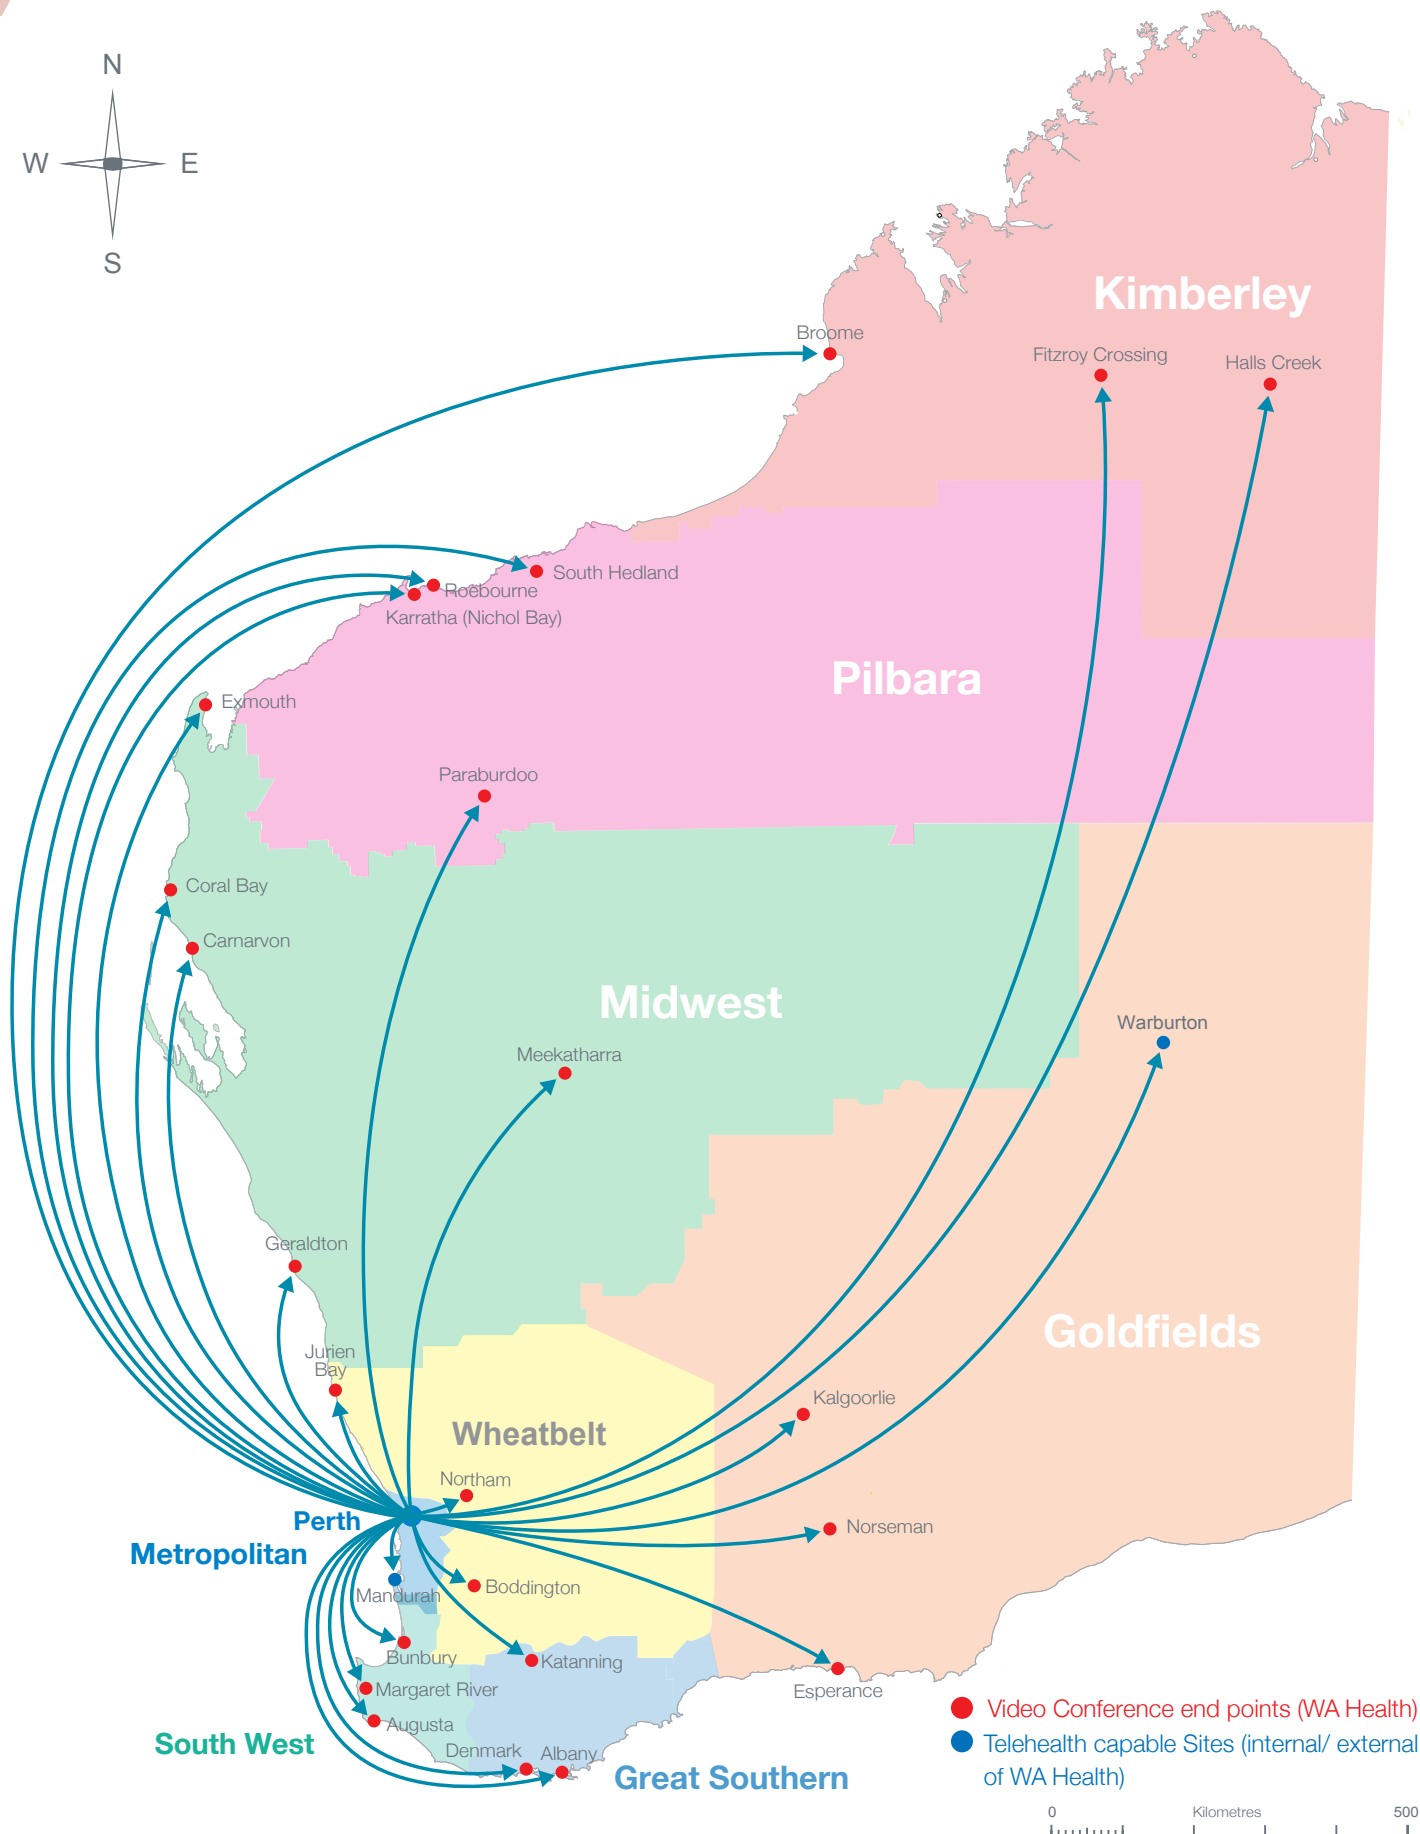 N
W
E
S
Kimberley
Broome
Fitzroy Crossing
Halls Creek
South Hedland
Roebourne
Karratha (Nichol Bay)
Pilbara
Exmouth
Paraburdoo
Coral Bay
Carnarvon
Midwest
Warburton
Meekatharra
Geraldton
Goldfields
Jurien
Bay
Kalgoorlie
Wheatbelt
Northam
Perth
Norseman
Metropolitan
Mandurah
Boddington
Bunbury
Katanning
Margaret River
Esperance
Augusta
South West
Denmark
Albany
Great Southern
Video Conference end points (WA Health)
Telehealth capable Sites (internal/ external
of WA Health)
0
Kilometres
500